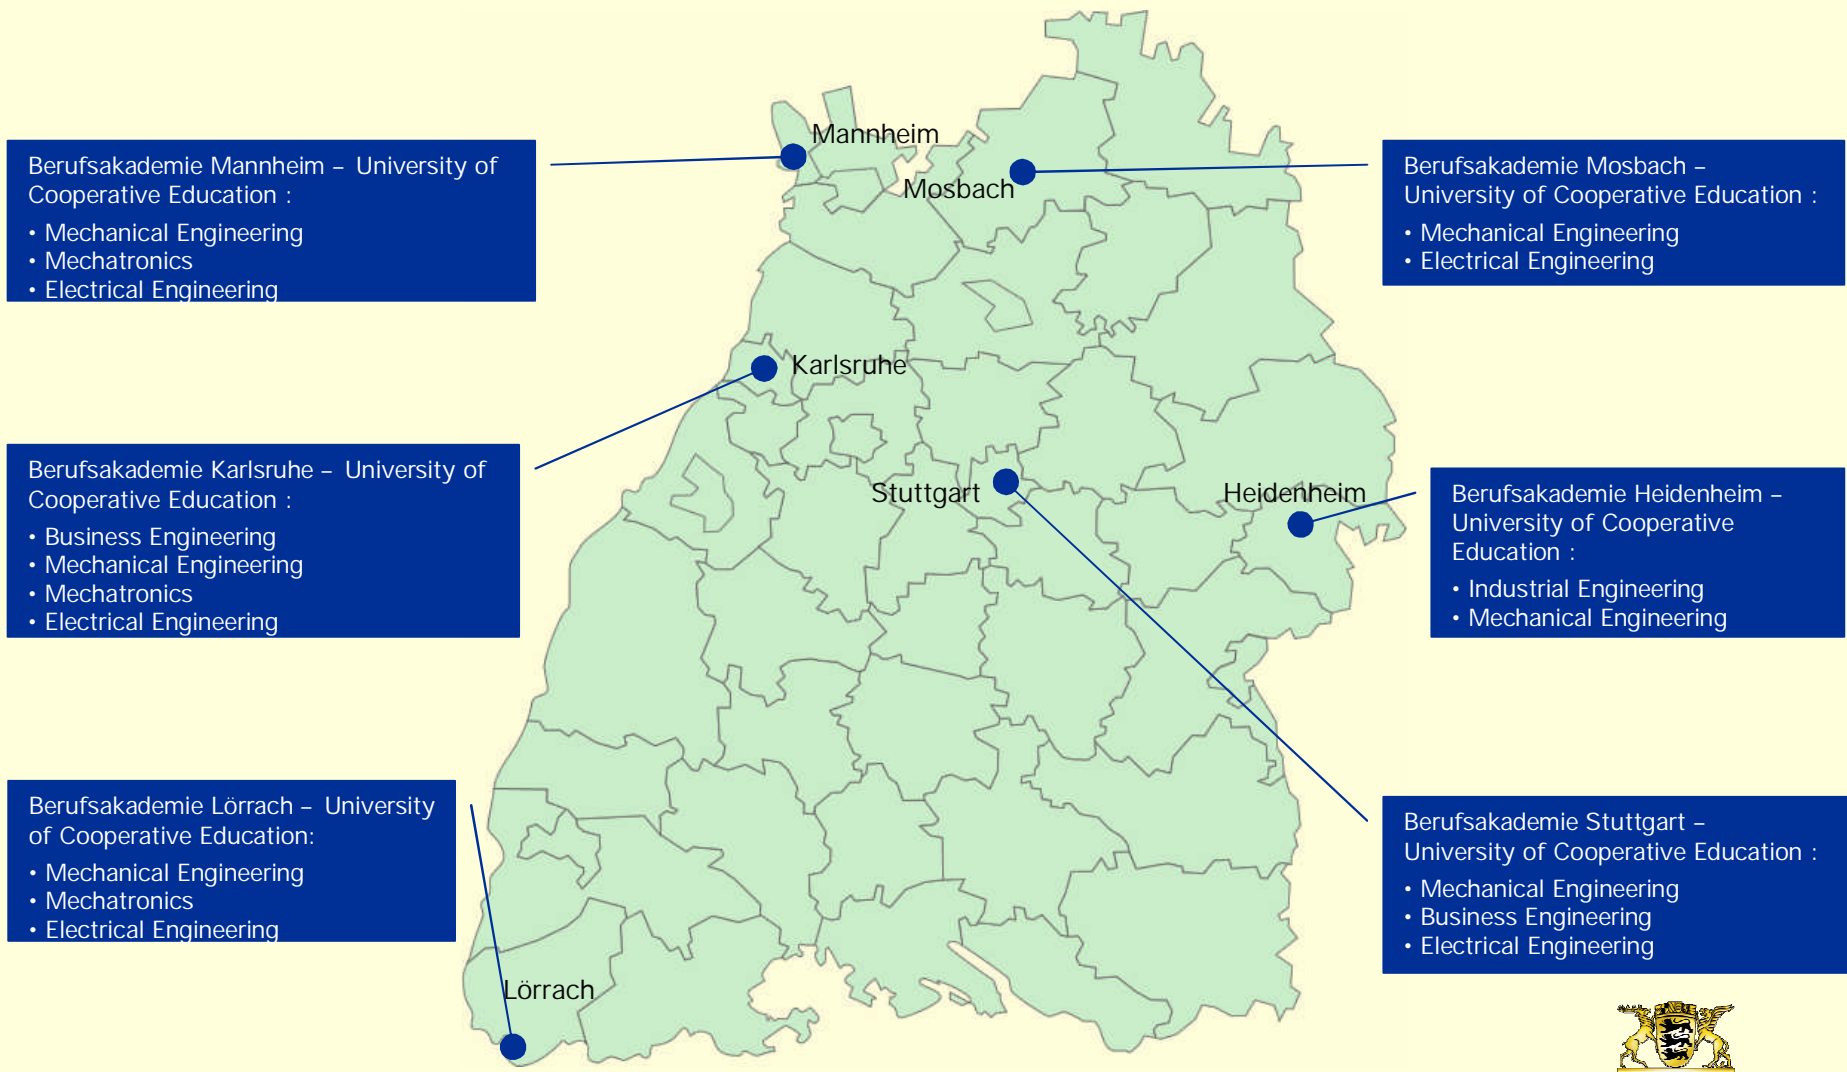 Berufsakademie Mannheim – University of
Cooperative Education :
• Mechanical Engineering
• Mechatronics
• Electrical Engineering
Mannheim
Mosbach
Berufsakademie Mosbach –
University of Cooperative Education :
• Mechanical Engineering
• Electrical Engineering
Karlsruhe
Berufsakademie Karlsruhe – University of
Cooperative Education :
• Business Engineering
• Mechanical Engineering
• Mechatronics
• Electrical Engineering
Stuttgart
Heidenheim
Berufsakademie Heidenheim –
University of Cooperative
Education :
• Industrial Engineering
• Mechanical Engineering
Berufsakademie Lörrach – University
of Cooperative Education:
• Mechanical Engineering
• Mechatronics
• Electrical Engineering
Lörrach
Berufsakademie Stuttgart –
University of Cooperative Education :
• Mechanical Engineering
• Business Engineering
• Electrical Engineering